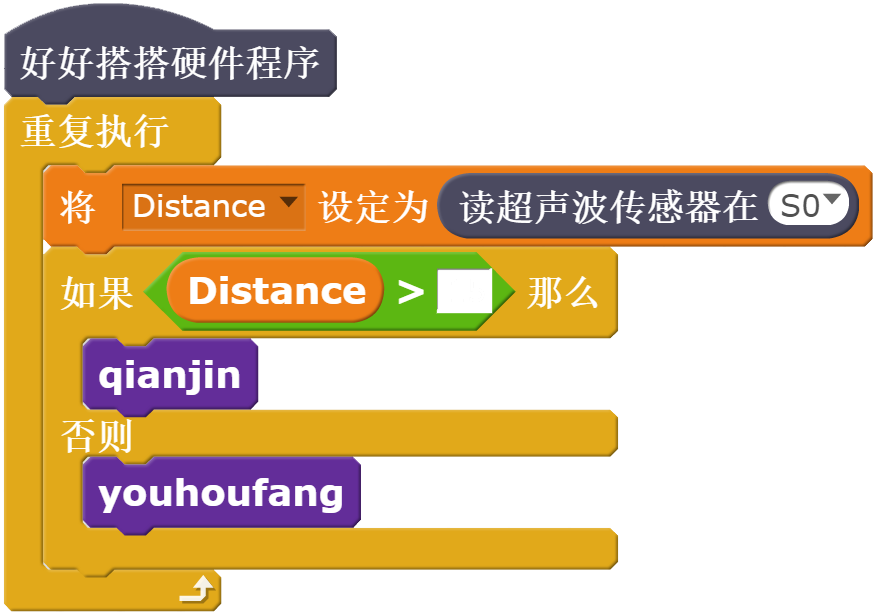 好好搭搭硬件程序
重复执行
将 Distance 设定为 读超声波传感器在 S0
如果 Distance > 那么
qianjin
否则
youhoufang